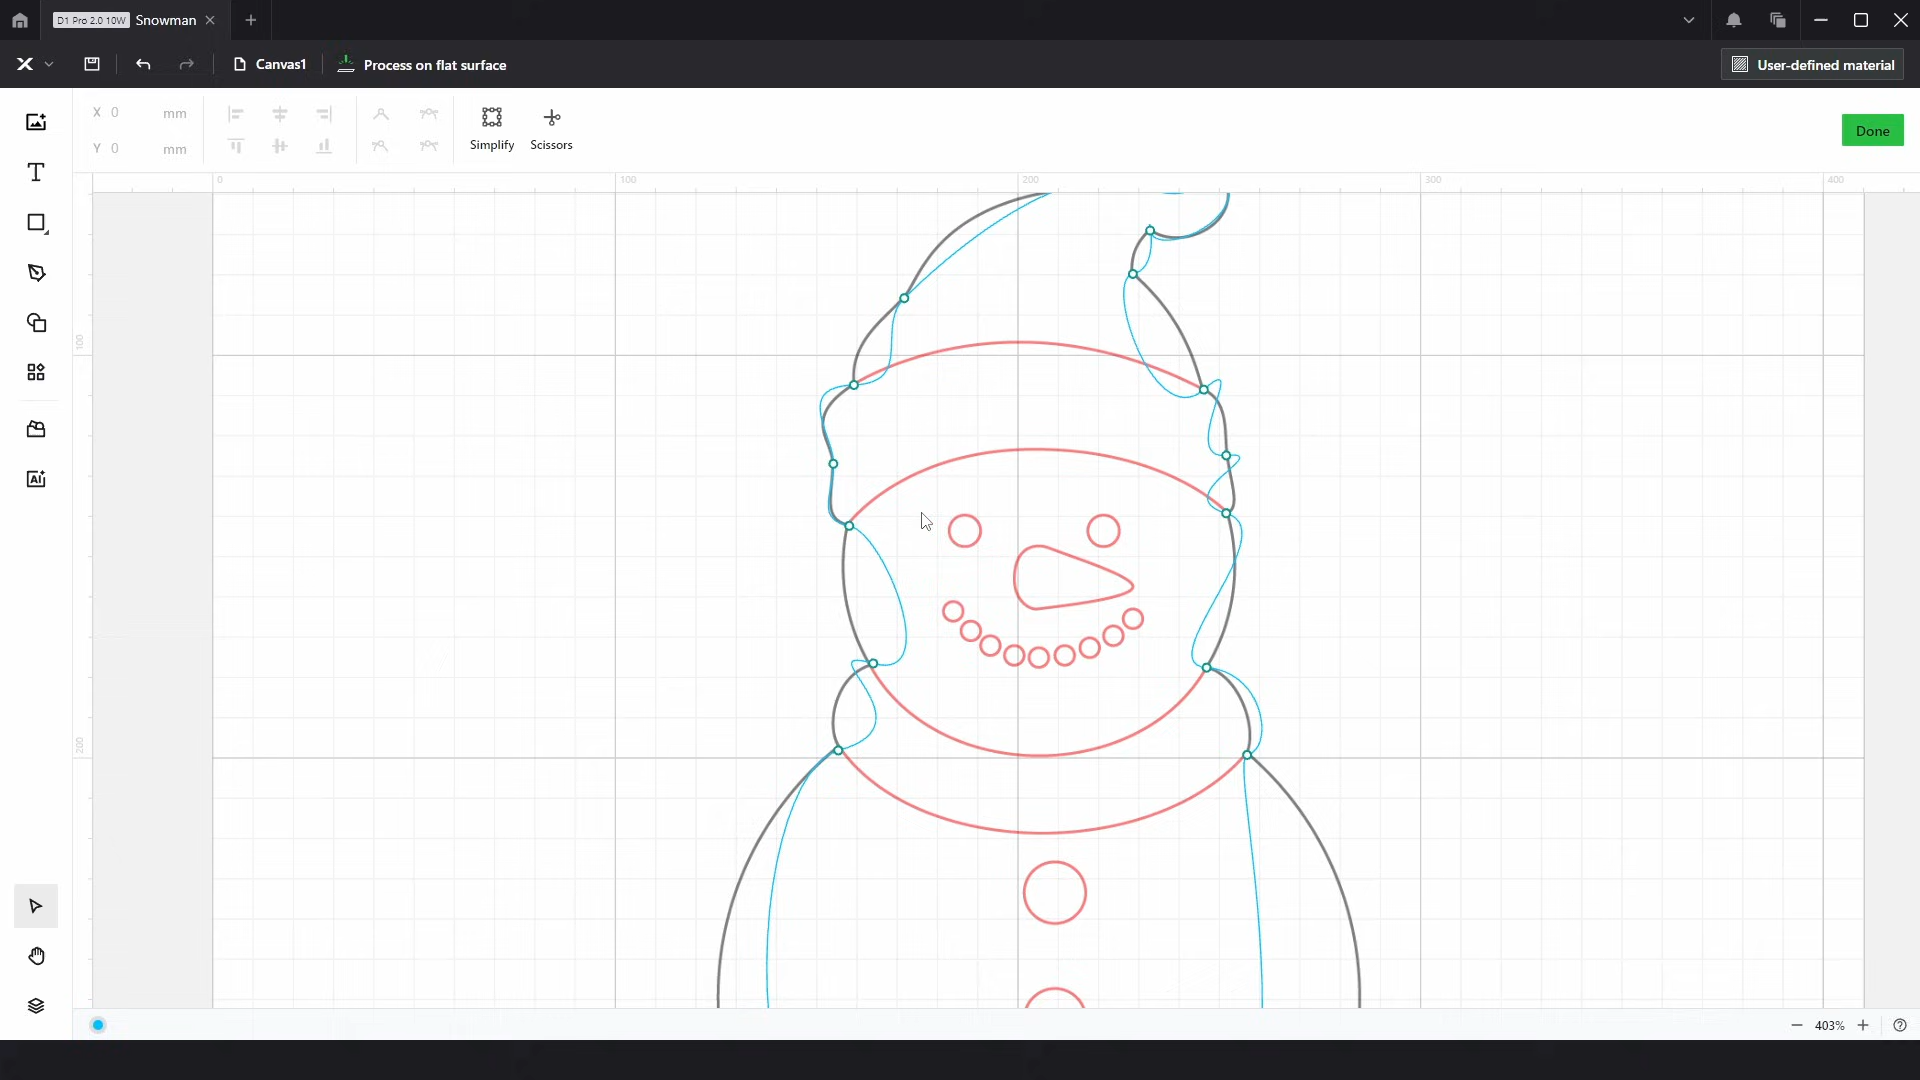 D1 Pro 2.0 10W Snowman
Canvas1 Process on flat surface User-defined material
X 0 mm
Y 0 mm
Simplify Scissors
Done
0 100 200 300 400
100
200
T
AI
403%